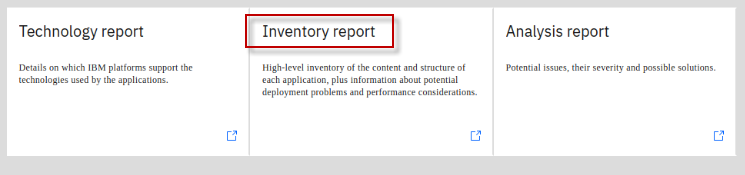 Technology report
Details on which IBM platforms support the
technologies used by the applications.
Inventory report
High-level inventory of the content and structure of
each application, plus information about potential
deployment problems and performance considerations.
Analysis report
Potential issues, their severity and possible solutions.